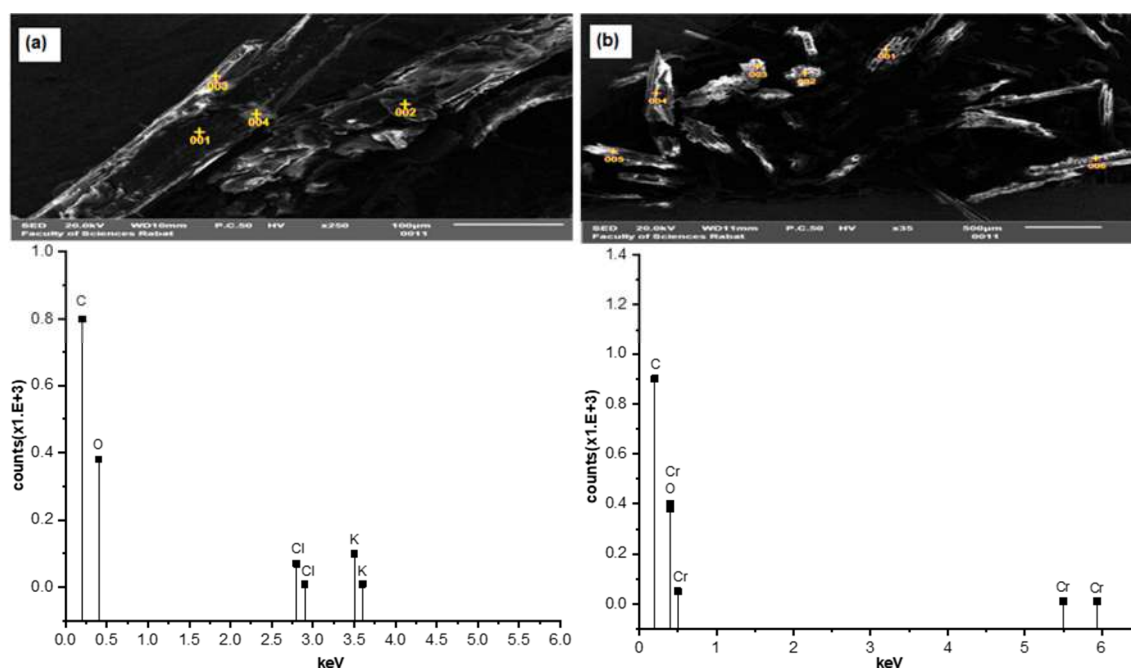 (a)
003
001
004
002
SED 20.0kV WD10mm P.C.50 HV x250 100µm
Faculty of Sciences Rabat 0011
(b)
001
003
002
004
005
006
SED 20.0kV WD11mm P.C.50 HV x35 500µm
Faculty of Sciences Rabat 0011
1.0
0.8
0.6
0.4
0.2
0.0
counts(x1.E+3)
C
O
Cl
Cl
K
K
0.0 0.5 1.0 1.5 2.0 2.5 3.0 3.5 4.0 4.5 5.0 5.5 6.0
keV
1.4
1.2
1.0
0.8
0.6
0.4
0.2
0.0
counts(x1.E+3)
C
Cr
O
Cr
Cr
Cr
0 1 2 3 4 5 6
keV